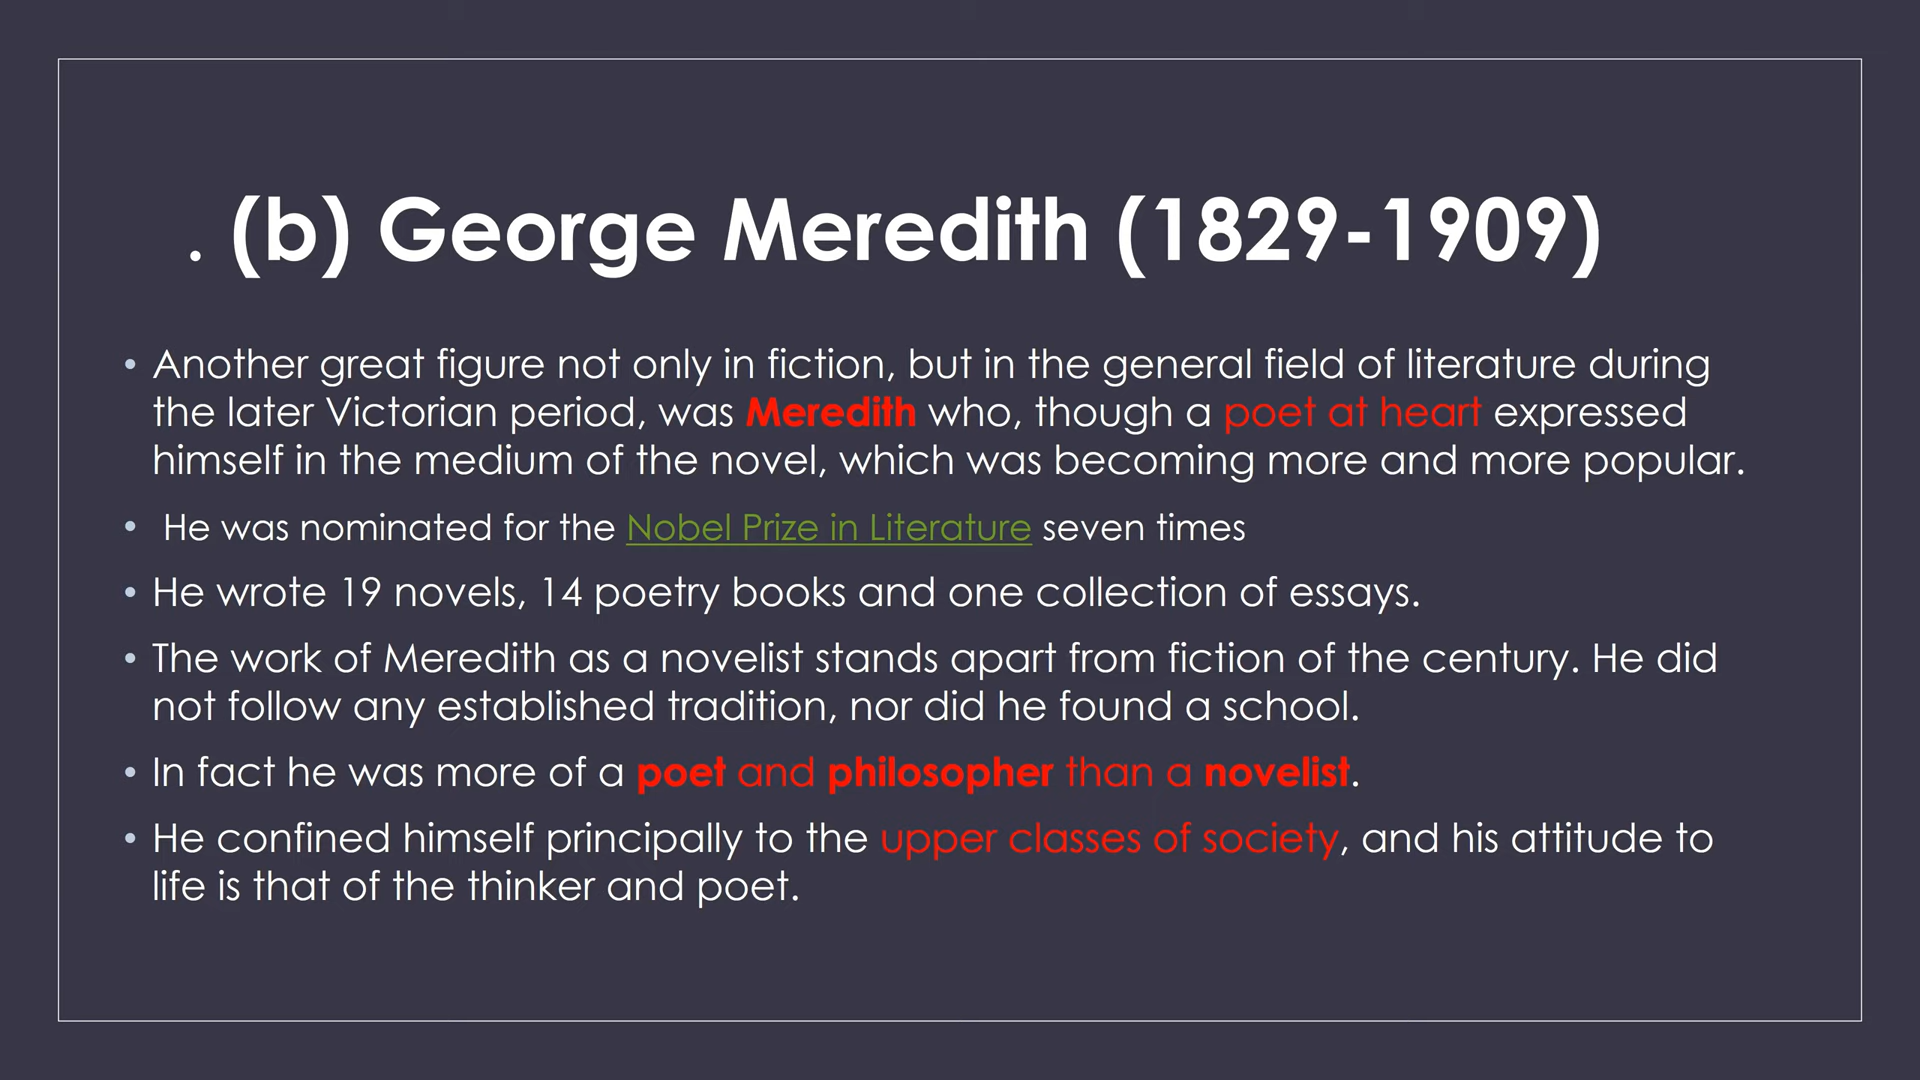 . (b) George Meredith (1829-1909)
• Another great figure not only in fiction, but in the general field of literature during
the later Victorian period, was Meredith who, though a poet at heart expressed
himself in the medium of the novel, which was becoming more and more popular.
• He was nominated for the Nobel Prize in Literature seven times
• He wrote 19 novels, 14 poetry books and one collection of essays.
• The work of Meredith as a novelist stands apart from fiction of the century. He did
not follow any established tradition, nor did he found a school.
• In fact he was more of a poet and philosopher than a novelist.
• He confined himself principally to the upper classes of society, and his attitude to
life is that of the thinker and poet.